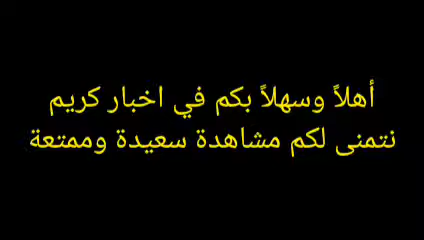 أهلاً وسهلاً بكم في اخبار كريم
نتمنى لكم مشاهدة سعيدة وممتعة